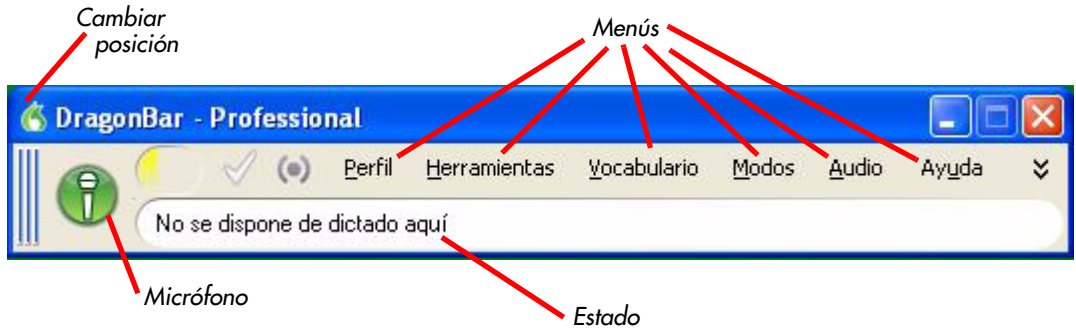 Cambiar
posición
Menús
DragonBar - Professional
Perfil Herramientas Vocabulario Modos Audio Ayuda
No se dispone de dictado aquí
Micrófono
Estado